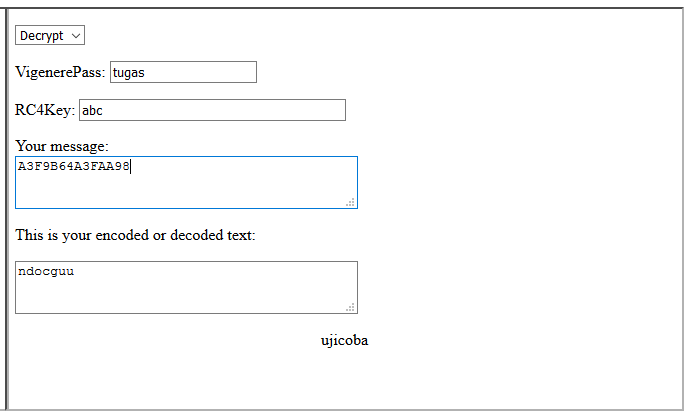 Decrypt
VigenerePass: tugas
RC4Key: abc
Your message:
A3F9B64A3FAA98
This is your encoded or decoded text:
ndocguu
ujicoba